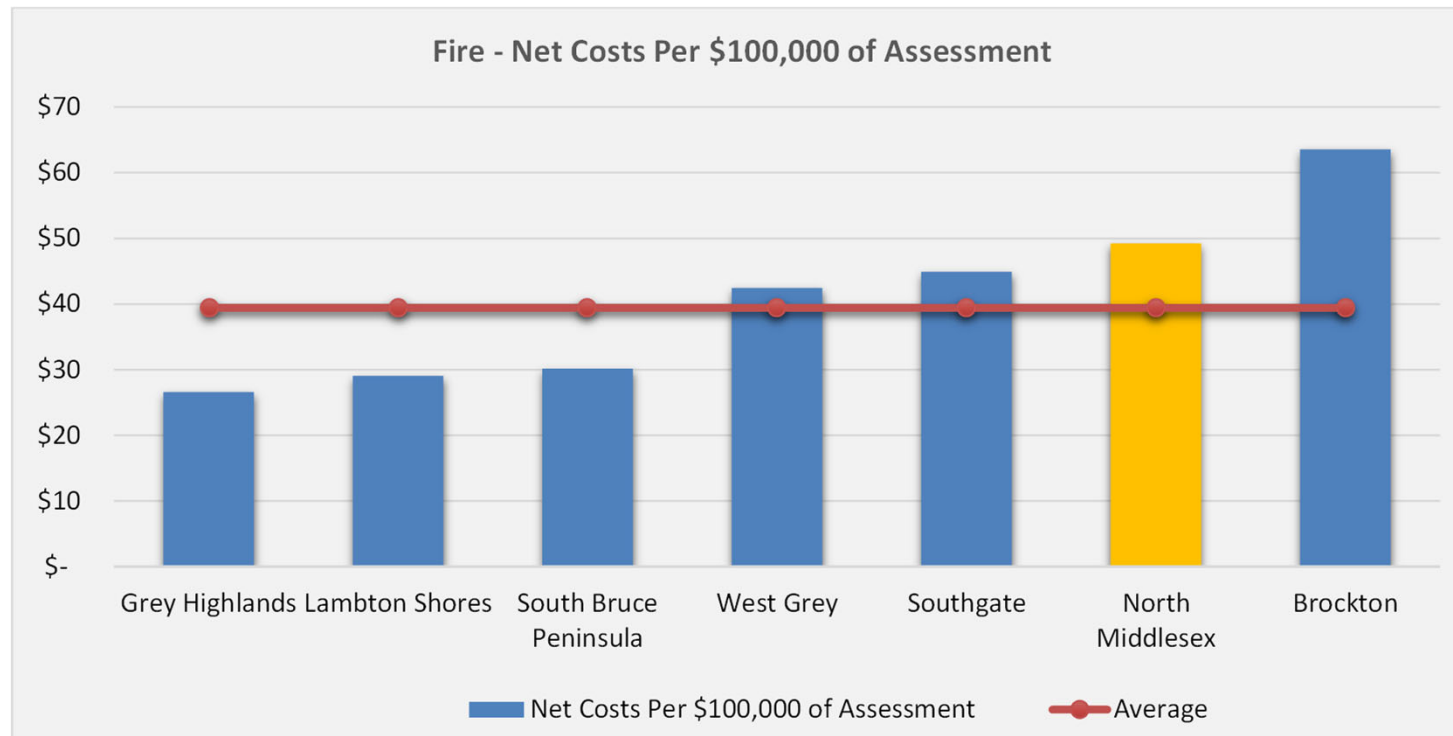 Fire - Net Costs Per $100,000 of Assessment
$70
$60
$50
$40
$30
$20
$10
$-
Grey Highlands Lambton Shores South Bruce West Grey Southgate North Brockton
Peninsula Middlesex
Net Costs Per $100,000 of Assessment Average